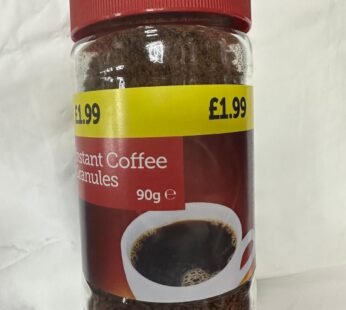 £1.99 £1.99
Instant Coffee
Granules
90g ℮